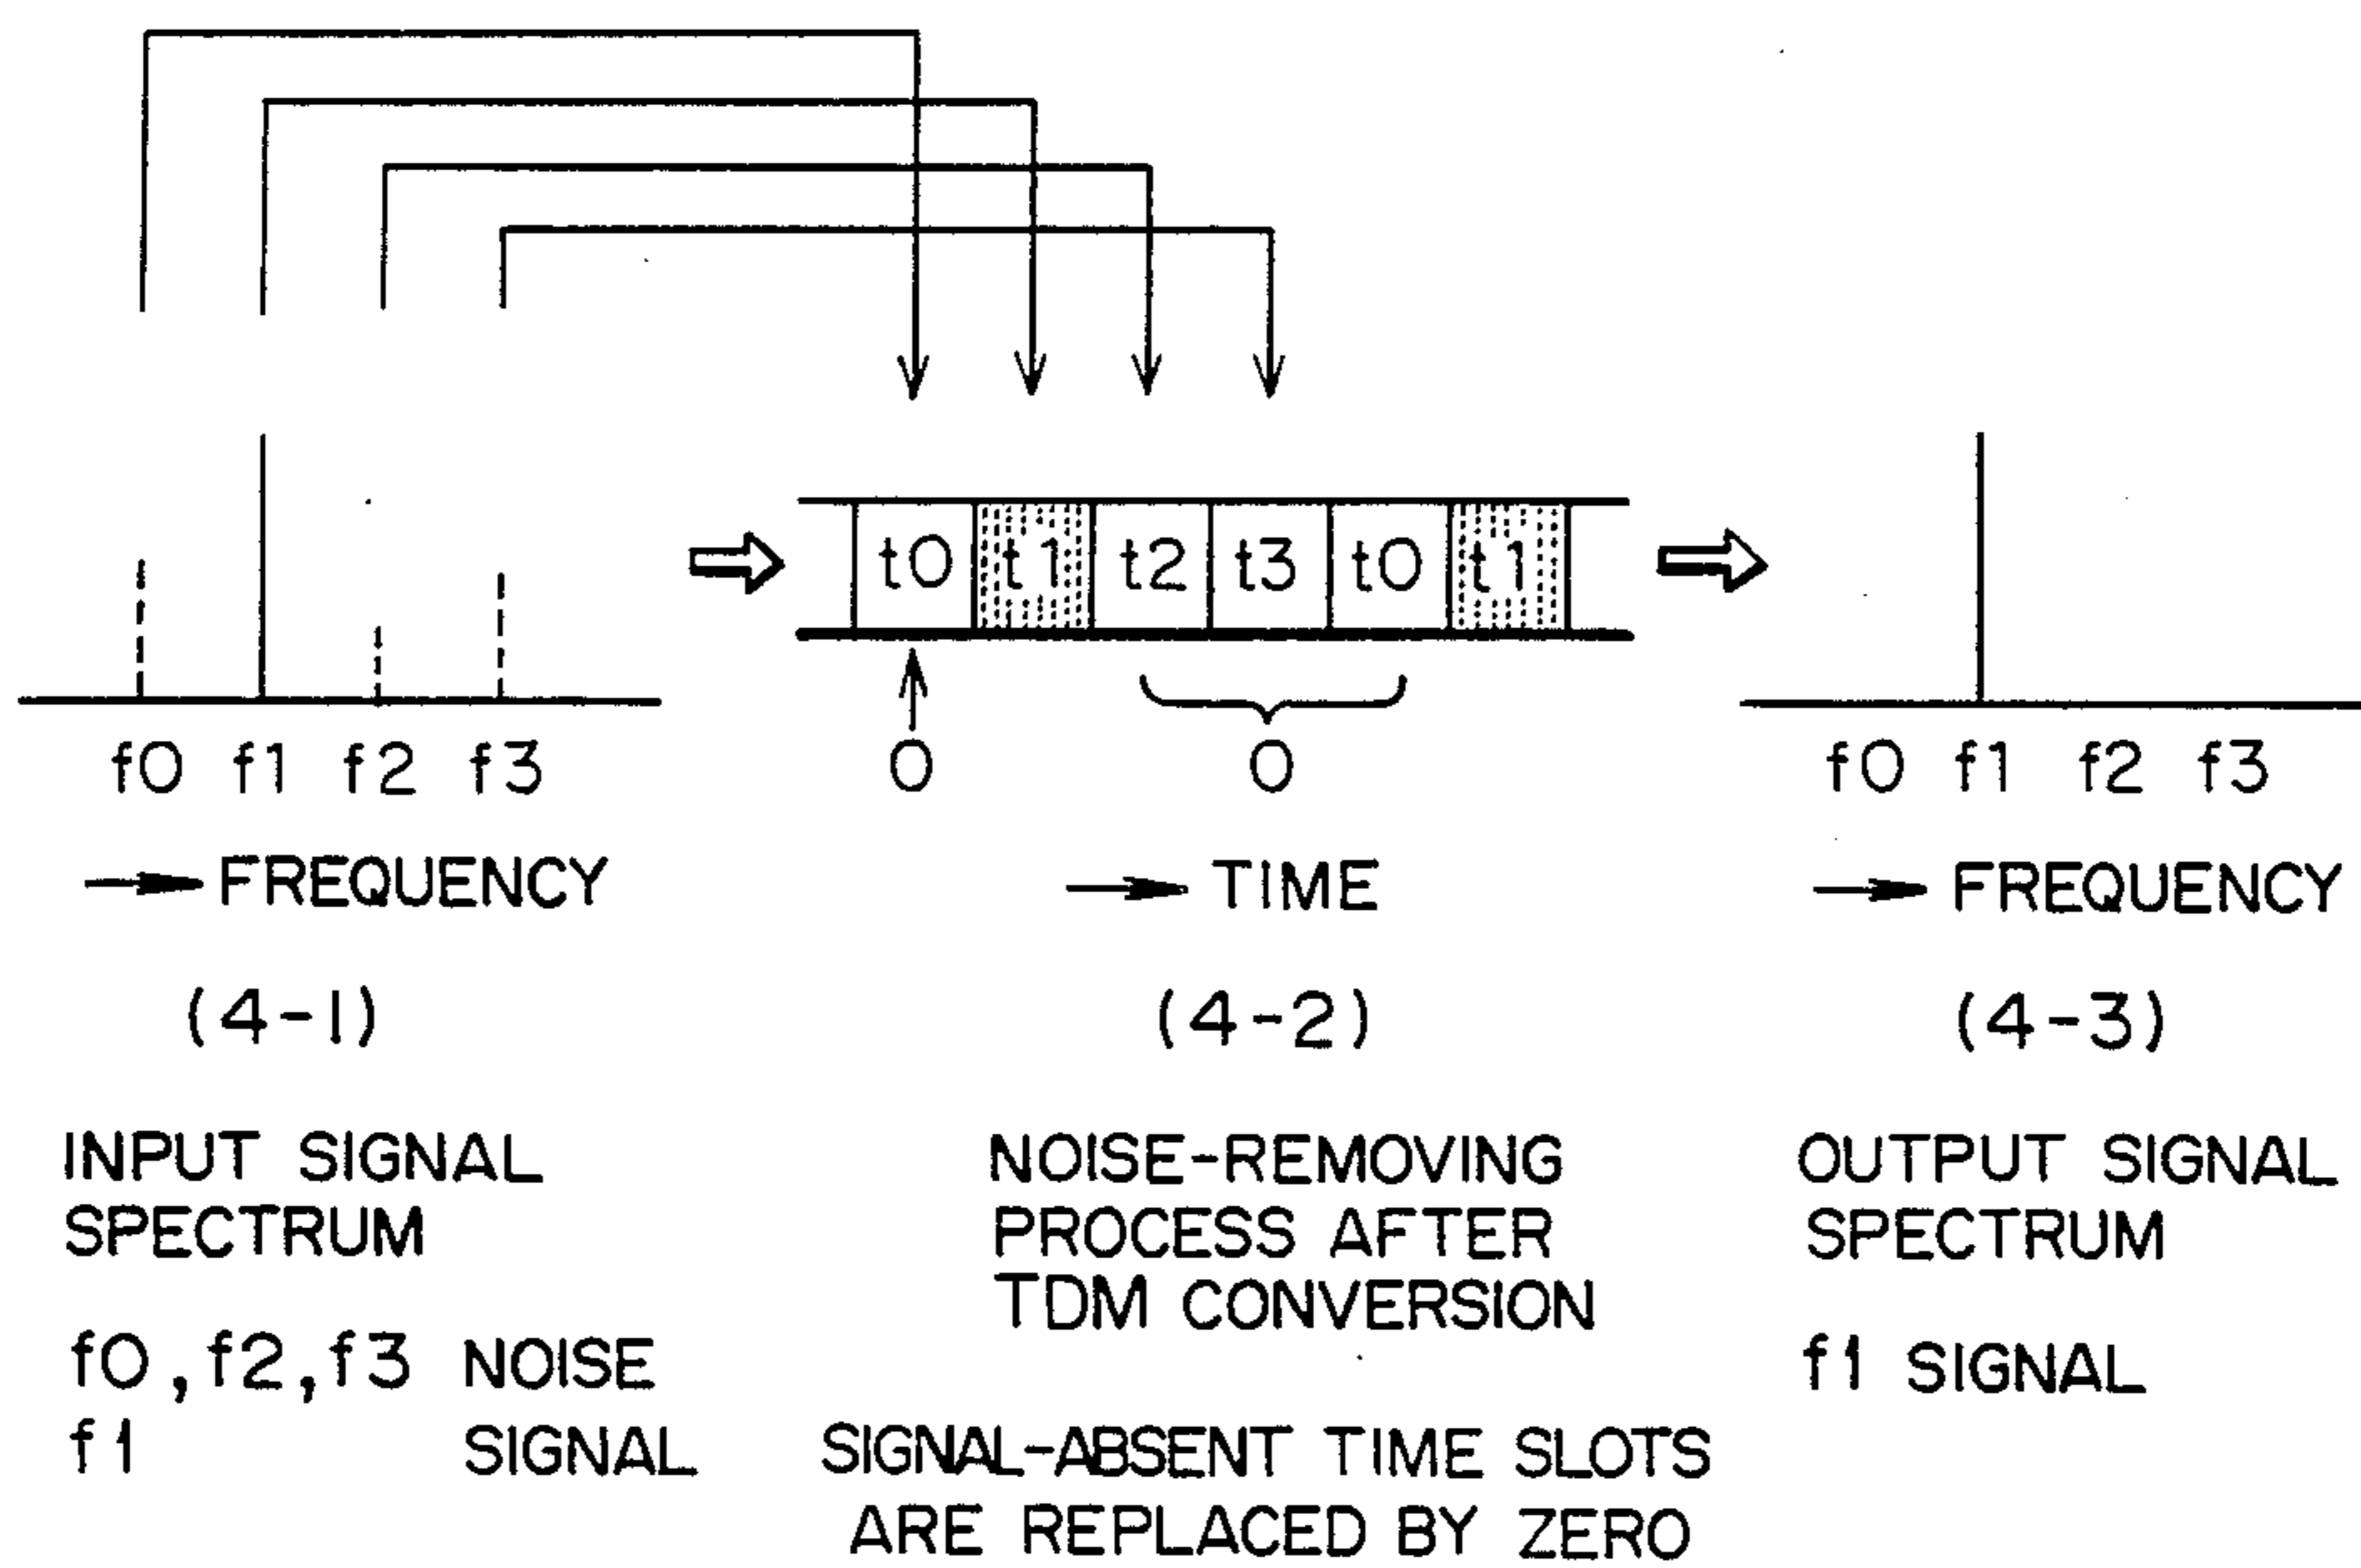 t0 t1 t2 t3 t0 t1
f0 f1 f2 f3
0 0
f0 f1 f2 f3
→ FREQUENCY
→ TIME
→ FREQUENCY
(4-1)
(4-2)
(4-3)
INPUT SIGNAL
SPECTRUM
f0,f2,f3 NOISE
f1 SIGNAL
NOISE-REMOVING
PROCESS AFTER
TDM CONVERSION
SIGNAL-ABSENT TIME SLOTS
ARE REPLACED BY ZERO
OUTPUT SIGNAL
SPECTRUM
f1 SIGNAL